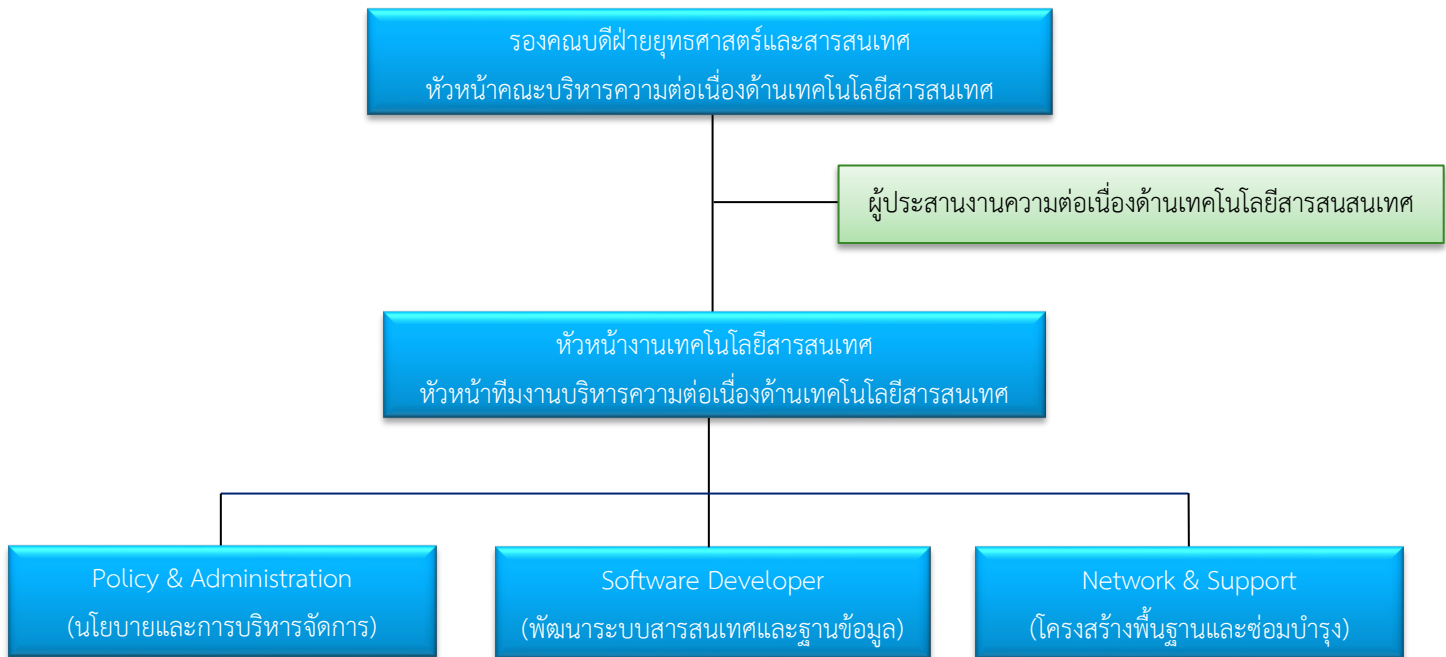 รองคณบดีฝ่ายยุทธศาสตร์และสารสนเทศ
หัวหน้าคณะบริหารความต่อเนื่องด้านเทคโนโลยีสารสนเทศ
ผู้ประสานงานความต่อเนื่องด้านเทคโนโลยีสารสนสนเทศ
หัวหน้างานเทคโนโลยีสารสนเทศ
หัวหน้าทีมงานบริหารความต่อเนื่องด้านเทคโนโลยีสารสนเทศ
Policy & Administration
(นโยบายและการบริหารจัดการ)
Software Developer
(พัฒนาระบบสารสนเทศและฐานข้อมูล)
Network & Support
(โครงสร้างพื้นฐานและซ่อมบำรุง)